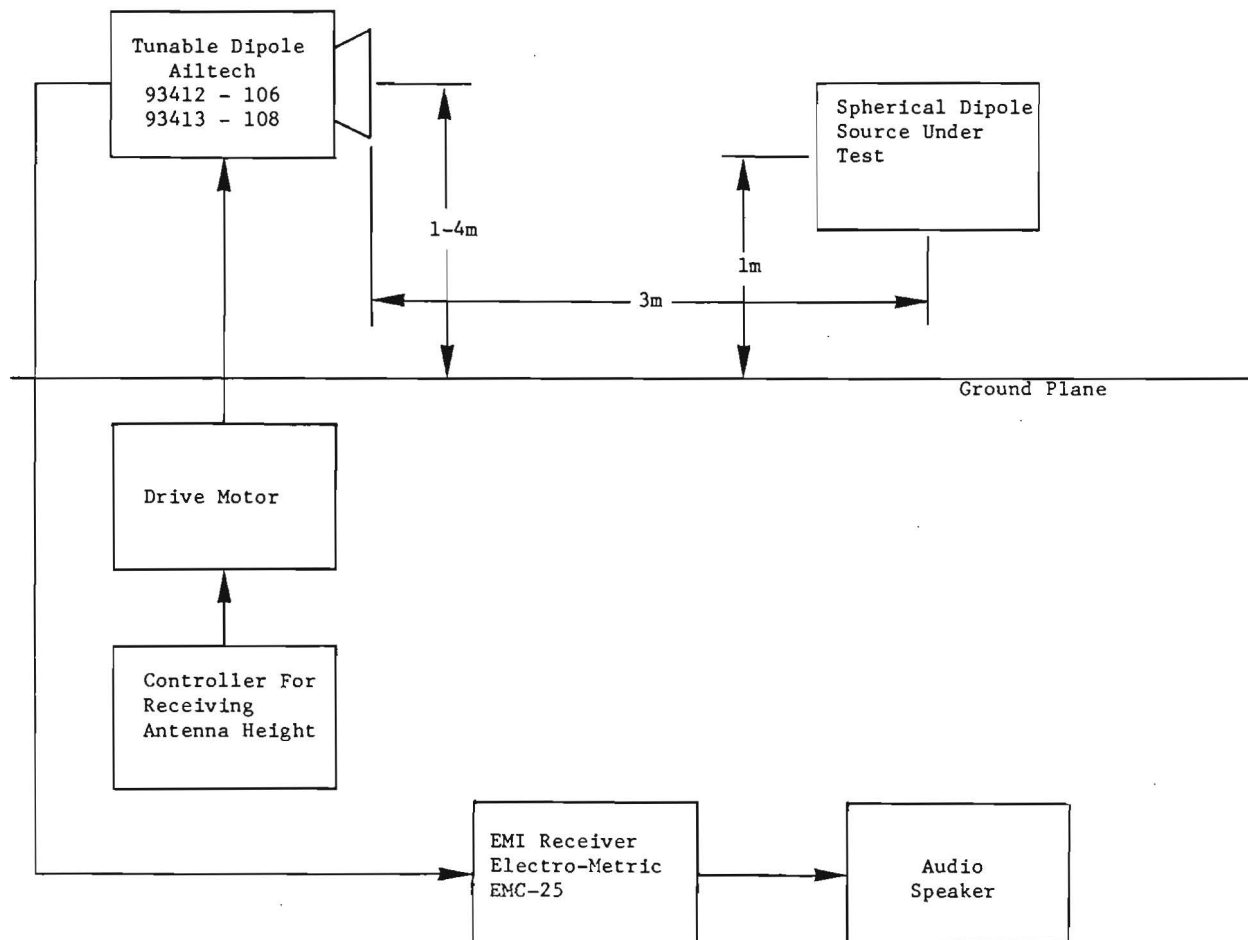 Tunable Dipole
Ailtech
93412 - 106
93413 - 108
Spherical Dipole
Source Under
Test
1-4m
1m
3m
Ground Plane
Drive Motor
Controller For
Receiving
Antenna Height
EMI Receiver
Electro-Metric
EMC-25
Audio
Speaker